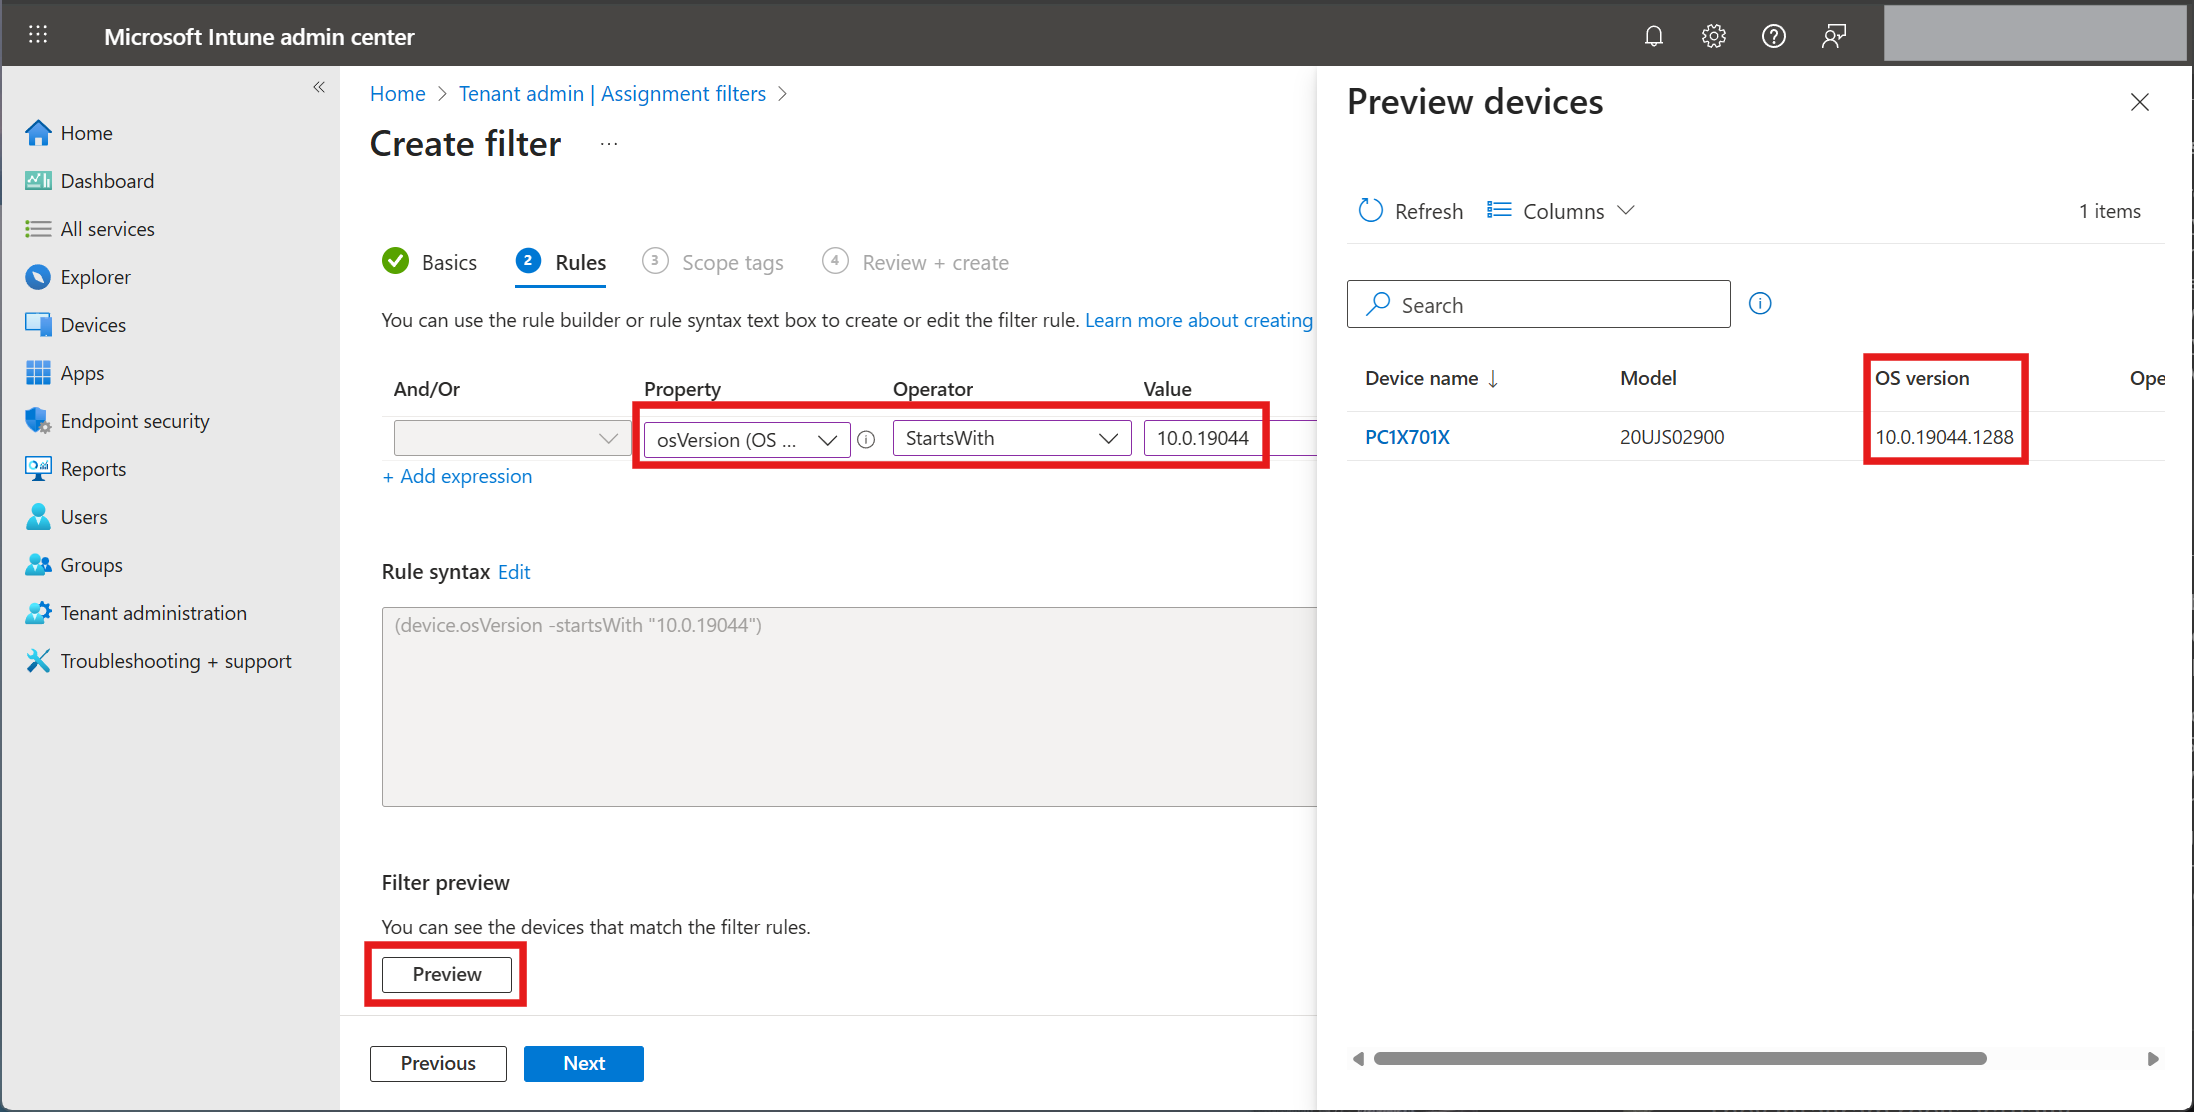 Microsoft Intune admin center
Home
Dashboard
All services
Explorer
Devices
Apps
Endpoint security
Reports
Users
Groups
Tenant administration
Troubleshooting + support
Home > Tenant admin | Assignment filters >
Create filter ...
Basics 2 Rules 3 Scope tags 4 Review + create
You can use the rule builder or rule syntax text box to create or edit the filter rule. Learn more about creating
And/Or Property Operator Value
osVersion (OS ... StartsWith 10.0.19044
+ Add expression
Rule syntax Edit
(device.osVersion -startsWith "10.0.19044")
Filter preview
You can see the devices that match the filter rules.
Preview
Previous Next
Preview devices
Refresh Columns 1 items
Search
Device name ↓ Model OS version Ope
PC1X701X 20UJS02900 10.0.19044.1288